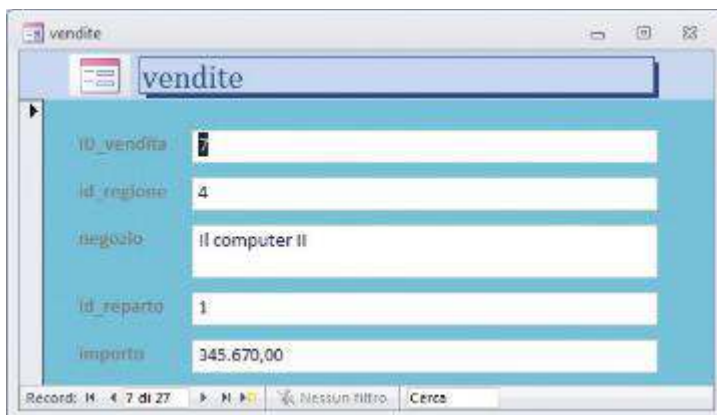 vendite
vendite
ID_vendita 7
id_regione 4
negozio Il computer II
id_reparto 1
importo 345.670,00
Record: 7 di 27 Nessun filtro Cerca